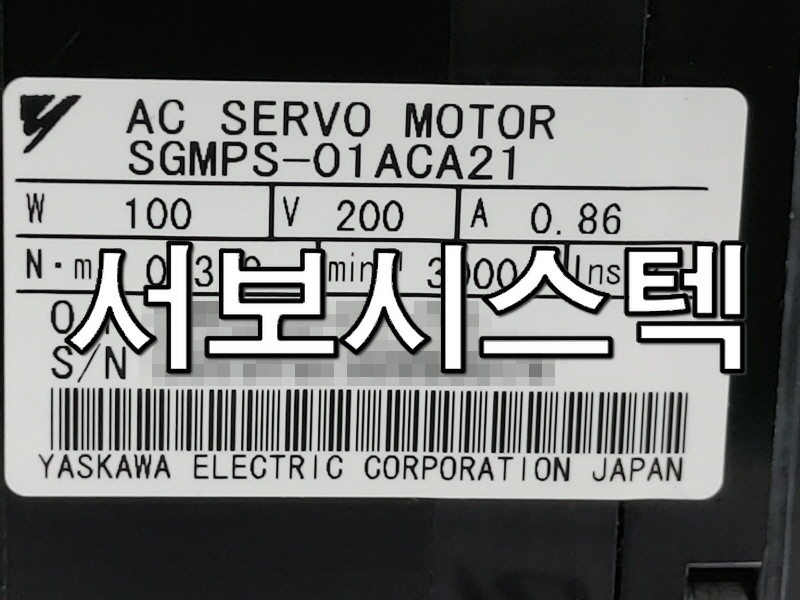 AC SERVO MOTOR
SGMPS-01ACA21
W 100 V 200 A 0.86
N·m min Ins
서보시스텍
S/N
YASKAWA ELECTRIC CORPORATION JAPAN